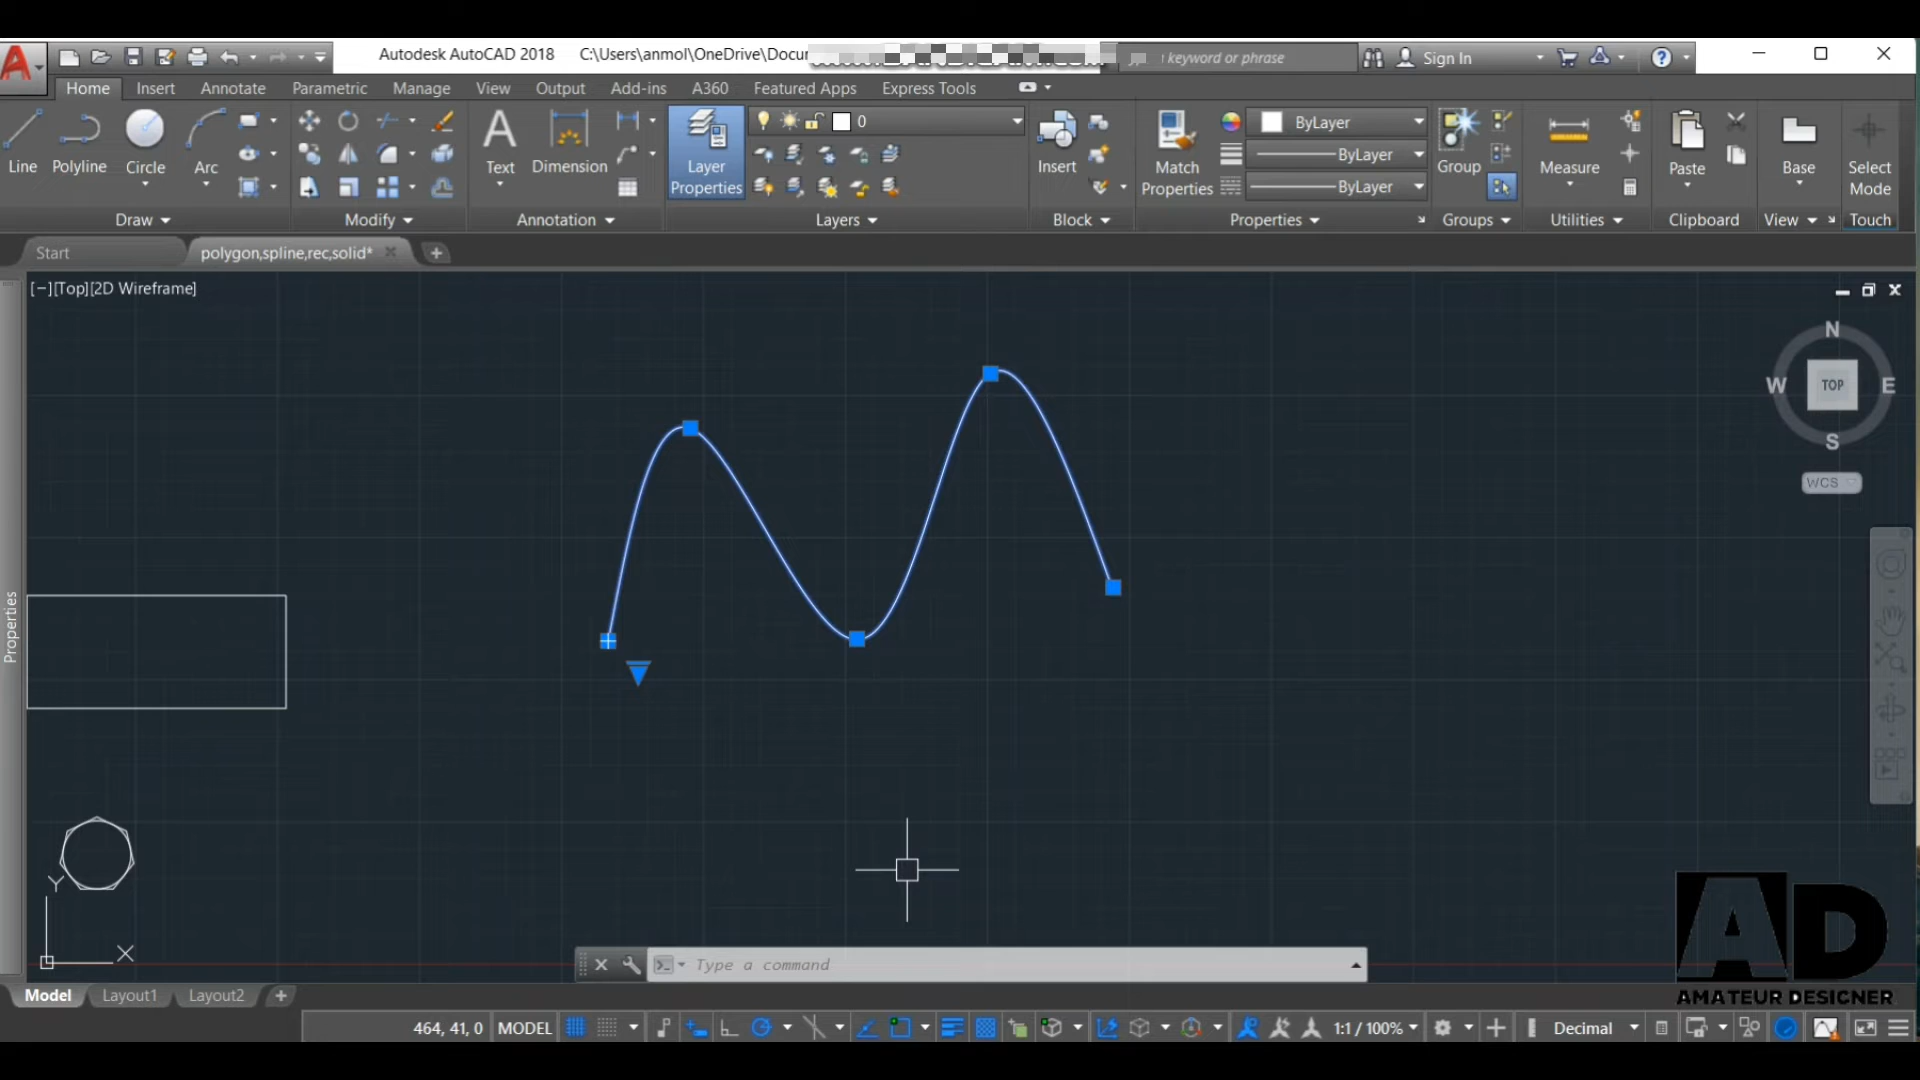 Autodesk AutoCAD 2018 C:\Users\anmol\OneDrive\Docu
keyword or phrase
Sign In
Home Insert Annotate Parametric Manage View Output Add-ins A360 Featured Apps Express Tools
0
ByLayer
ByLayer
ByLayer
Line Polyline Circle Arc
Text Dimension
Layer Properties
Insert
Match Properties
Group
Measure
Paste
Base
Select Mode
Draw Modify Annotation Layers Block Properties Groups Utilities Clipboard View Touch
Start polygon,spline,rec,solid*
[−][Top][2D Wireframe]
N
W TOP E
S
WCS
Properties
Y
X
Type a command
AD
AMATEUR DESIGNER
Model Layout1 Layout2
464, 41, 0 MODEL 1:1 / 100% Decimal